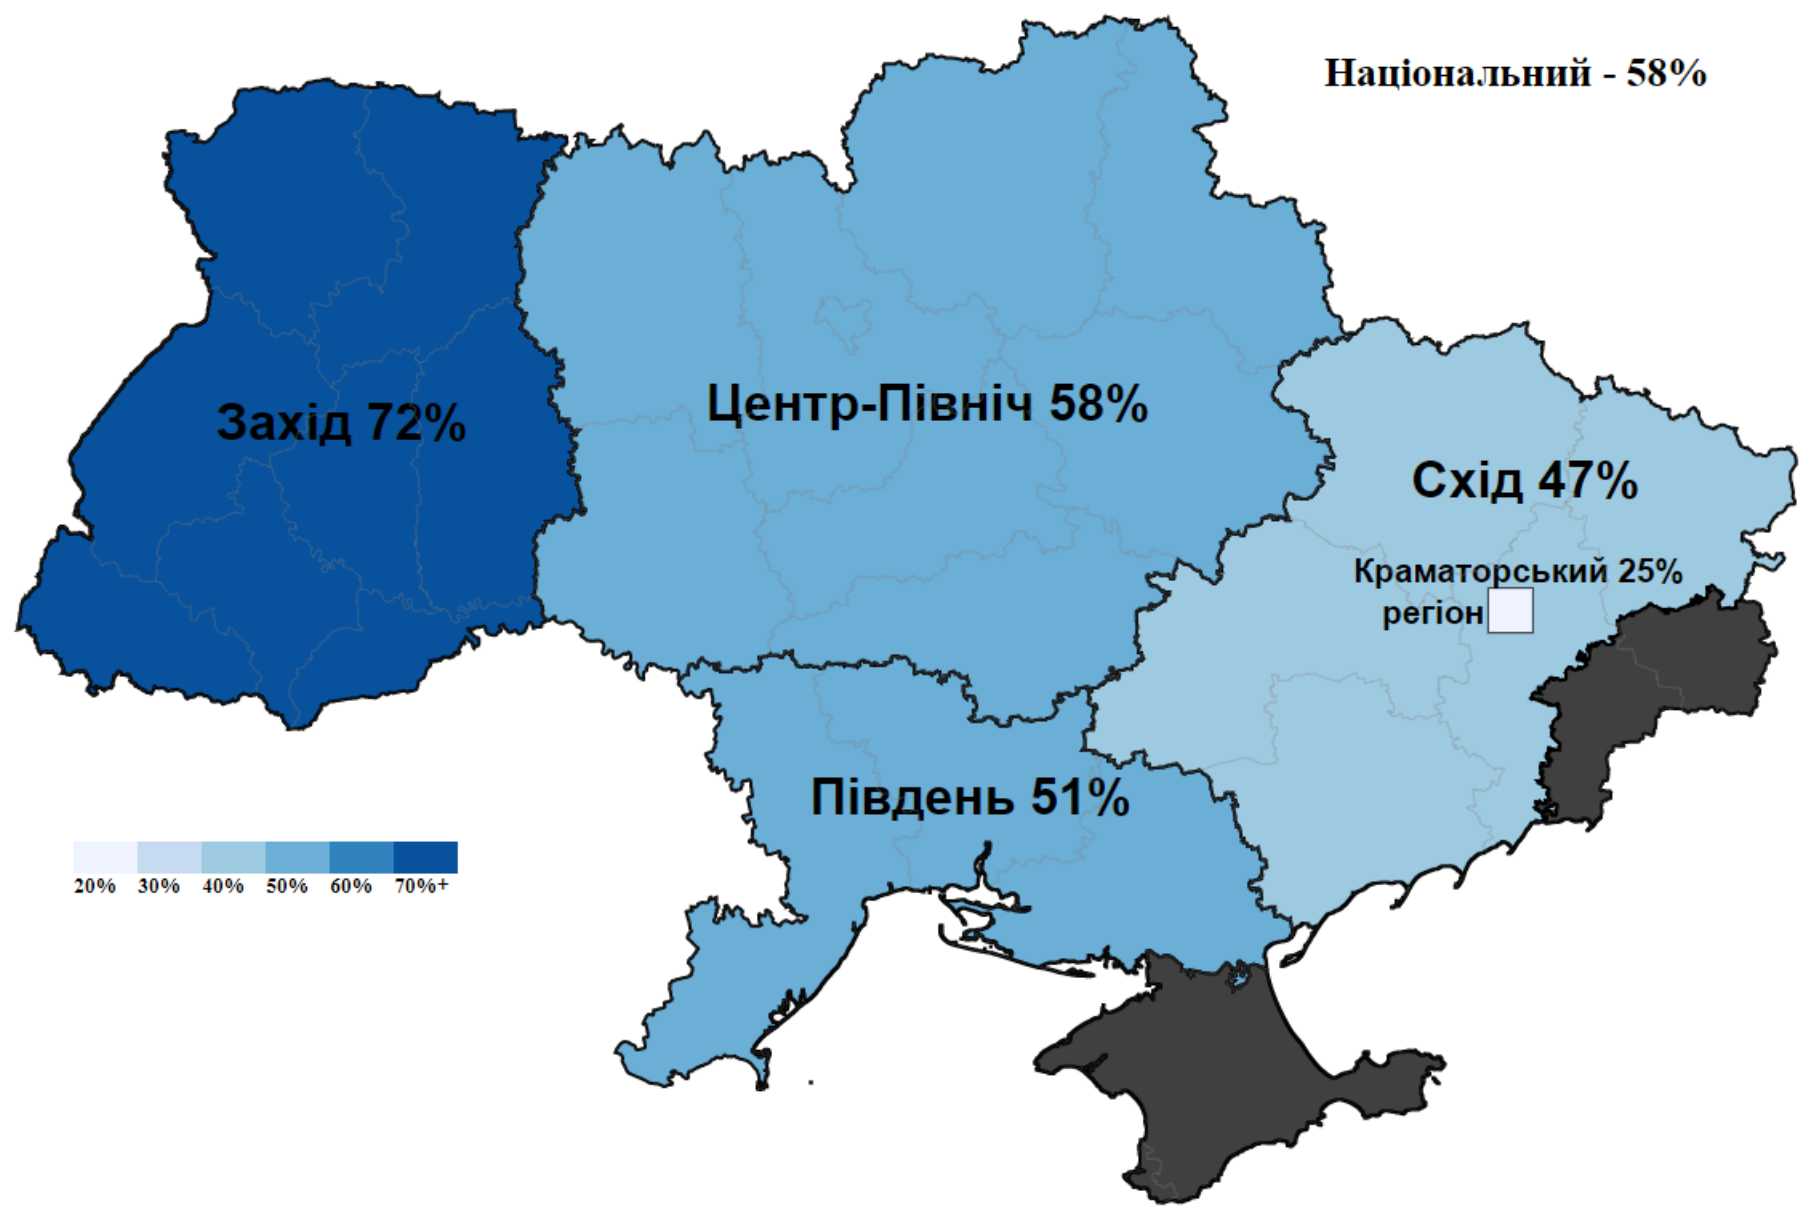 Національний - 58%
Захід 72%
Центр-Північ 58%
Схід 47%
Краматорський 25%
регіон
Південь 51%
20% 30% 40% 50% 60% 70%+